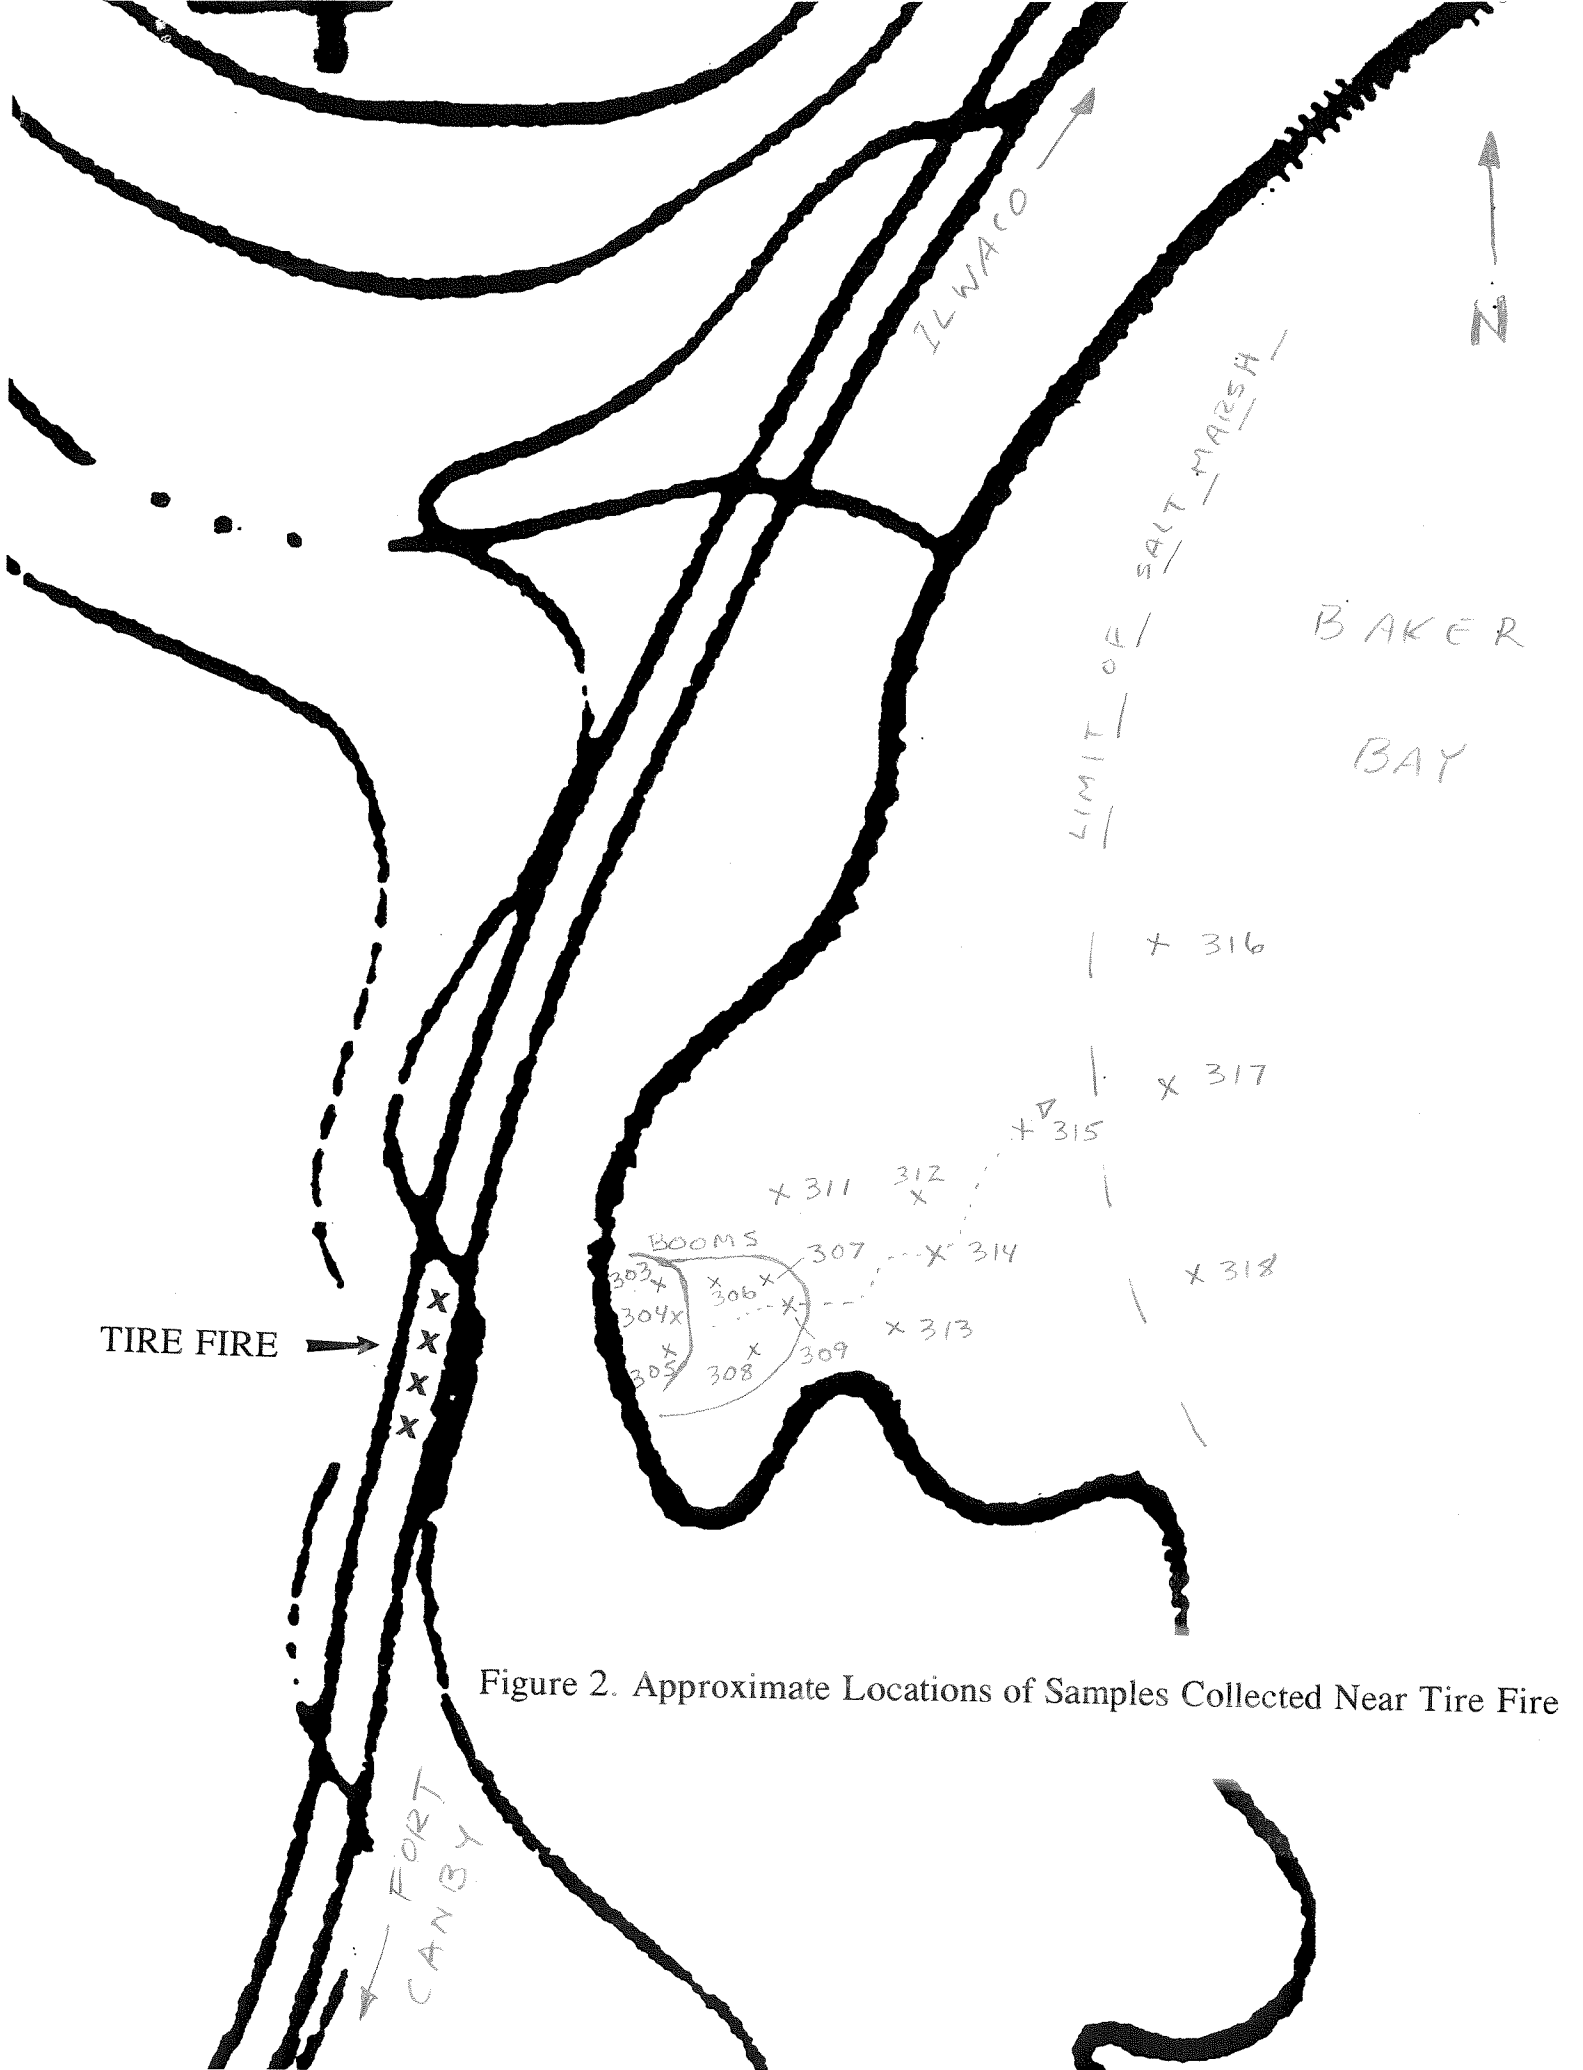 ILWACO
N
LIMIT OF SALT MARSH
BAKER
BAY
x 316
x 317
x 315
x 311
312
x
BOOMS
307
x 314
303 x
x
x
306
x 318
304 x
x
x 313
TIRE FIRE
x
x
x
x
x
305
308
x
309
Figure 2. Approximate Locations of Samples Collected Near Tire Fire
FORT
CANBY